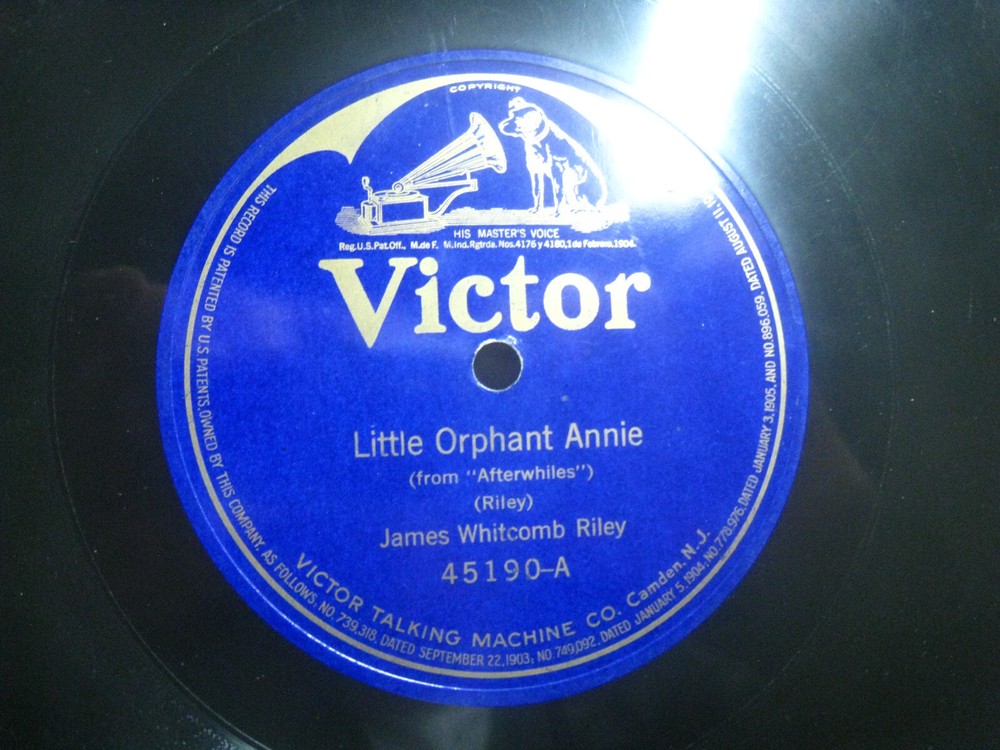 COPYRIGHT
HIS MASTER'S VOICE
Reg.U.S.Pat.Off., M.de F. M.Ind.Rgtrda.Nos.4176 y 4180,1 de Febrero,1904.
Victor
Little Orphant Annie
(from "Afterwhiles")
(Riley)
James Whitcomb Riley
45190-A
VICTOR TALKING MACHINE CO. Camden, N.J.
THIS RECORD IS PATENTED BY U.S. PATENTS, OWNED BY THIS COMPANY, AS FOLLOWS, NO. 739,318, DATED SEPTEMBER 22, 1903; NO. 749,092, DATED JANUARY 5, 1904; NO. 778,976, DATED JANUARY 3, 1905, AND NO. 896,059, DATED AUGUST 11,